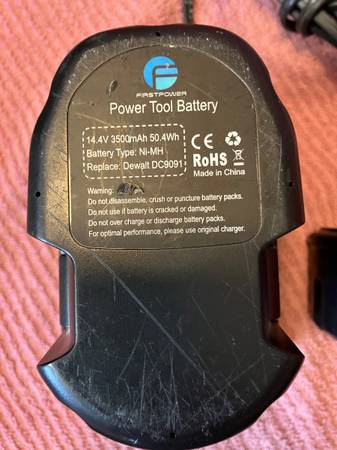 FIRSTPOWER
Power Tool Battery
14.4V 3500mAh 50.4Wh
Battery Type: Ni-MH
Replace: Dewalt DC9091
CE
RoHS
Made in China
Warning:
Do not disassemble, crush or puncture battery packs.
Do not use if battery is cracked or damaged.
Do not over charge or discharge battery packs.
For optimal performance, please use original charger.